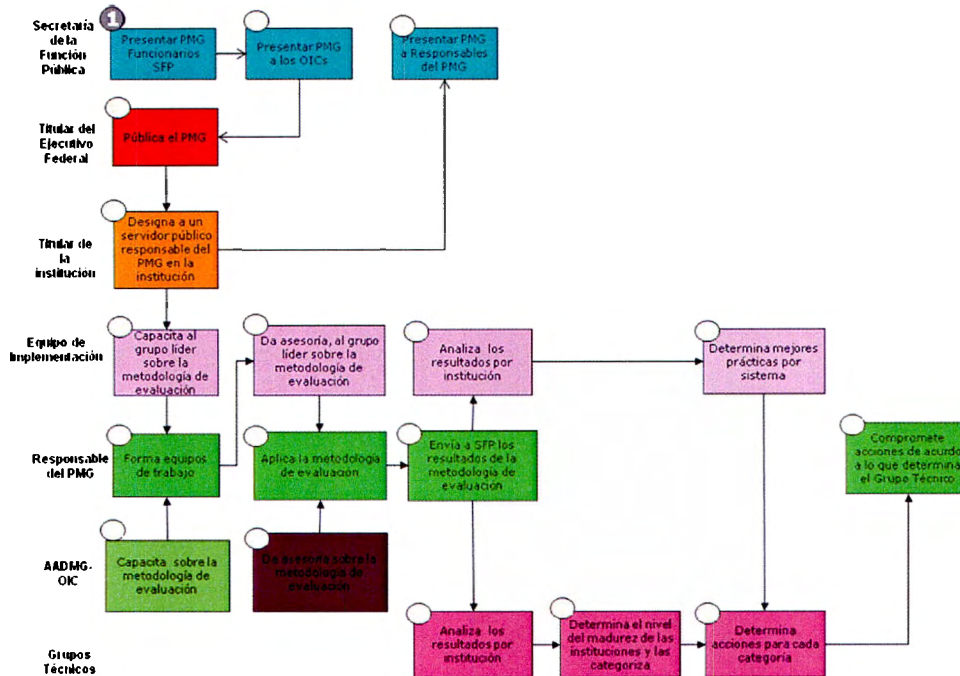 Secretaría
de la
Función
Pública
1
Presentar PMG
Funcionarios
SFP
Presentar PMG
a los OICs
Presentar PMG
a Responsables
del PMG
Titular del
Ejecutivo
Federal
Pública el PMG
Titular de
la
institución
Designa a un
servidor público
responsable del
PMG en la
institución
Equipo de
Implementación
Capacita al
grupo líder
sobre la
metodología de
evaluación
Da asesoría, al grupo
líder sobre la
metodología de
evaluación
Analiza los
resultados por
institución
Determina mejores
prácticas por
sistema
Responsable
del PMG
Forma equipos
de trabajo
Aplica la metodología
de evaluación
Envía a SFP los
resultados de la
metodología de
evaluación
Compromete
acciones de acuerdo
a lo que determina
el Grupo Técnico
AADMG-
OIC
Capacita sobre la
metodología de
evaluación
Da asesoría sobre la
metodología de
evaluación
Grupos
Técnicos
Analiza los
resultados por
institución
Determina el nivel
del madurez de las
instituciones y las
categoriza
Determina
acciones para cada
categoría